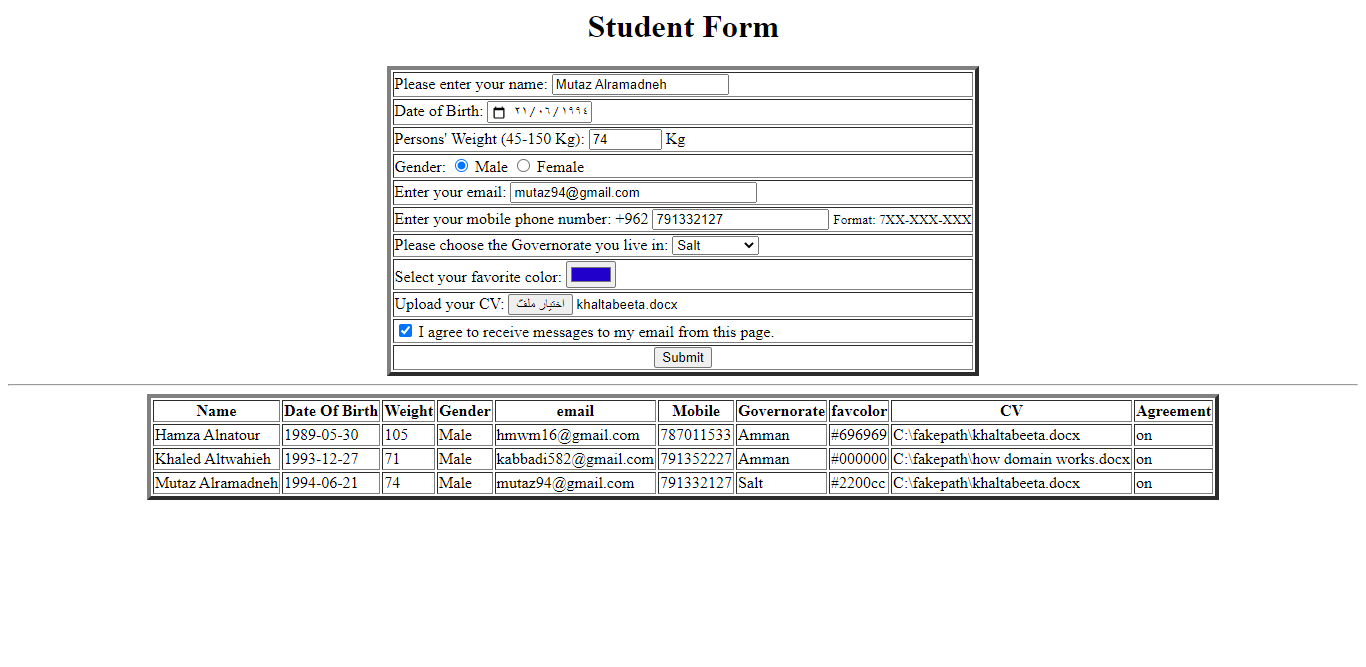 Student Form
Please enter your name: Mutaz Alramadneh
Date of Birth: ٢١/٠٦/١٩٩٤
Persons' Weight (45-150 Kg): 74 Kg
Gender: Male Female
Enter your email: mutaz94@gmail.com
Enter your mobile phone number: +962 791332127 Format: 7XX-XXX-XXX
Please choose the Governorate you live in: Salt
Select your favorite color:
Upload your CV: اختيار ملف khaltabeeta.docx
I agree to receive messages to my email from this page.
Submit
Name Date Of Birth Weight Gender email Mobile Governorate favcolor CV Agreement
Hamza Alnatour 1989-05-30 105 Male hmwm16@gmail.com 787011533 Amman #696969 C:\fakepath\khaltabeeta.docx on
Khaled Altwahieh 1993-12-27 71 Male kabbadi582@gmail.com 791352227 Amman #000000 C:\fakepath\how domain works.docx on
Mutaz Alramadneh 1994-06-21 74 Male mutaz94@gmail.com 791332127 Salt #2200cc C:\fakepath\khaltabeeta.docx on